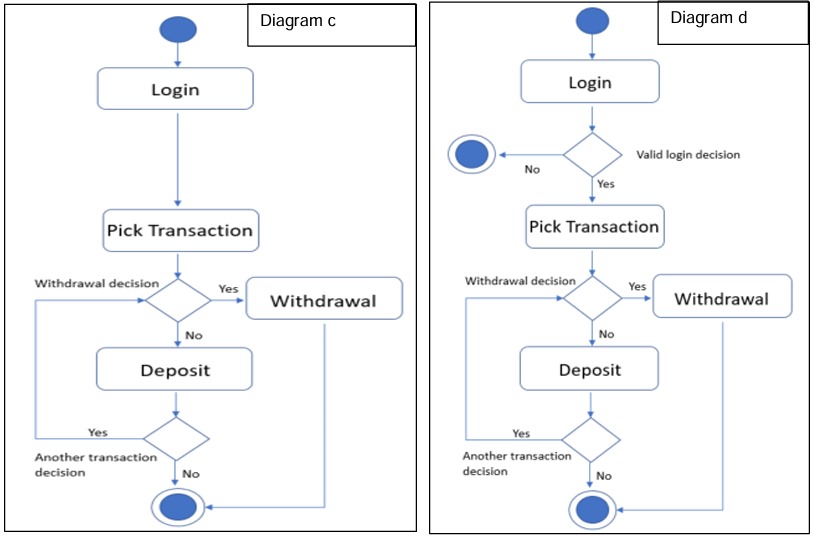 Diagram c
Login
Pick Transaction
Withdrawal decision
Yes
Withdrawal
No
Deposit
Yes
Another transaction
decision
No
Diagram d
Login
Valid login decision
No
Yes
Pick Transaction
Withdrawal decision
Yes
Withdrawal
No
Deposit
Yes
Another transaction
decision
No